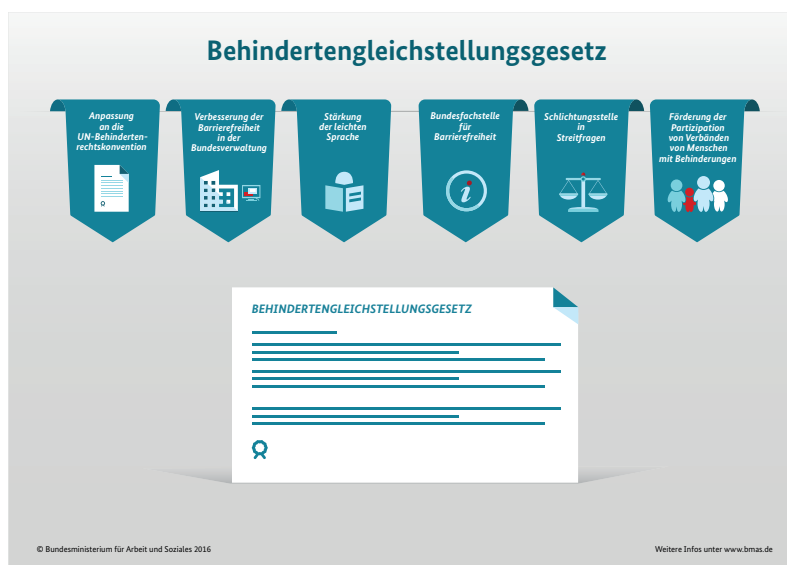 Behindertengleichstellungsgesetz
Anpassung
an die
UN-Behinderten-
rechtskonvention
Verbesserung der
Barrierefreiheit
in der
Bundesverwaltung
Stärkung
der leichten
Sprache
Bundesfachstelle
für
Barrierefreiheit
Schlichtungsstelle
in
Streitfragen
Förderung der
Partizipation
von Verbänden
von Menschen
mit Behinderungen
i
BEHINDERTENGLEICHSTELLUNGSGESETZ
© Bundesministerium für Arbeit und Soziales 2016
Weitere Infos unter www.bmas.de